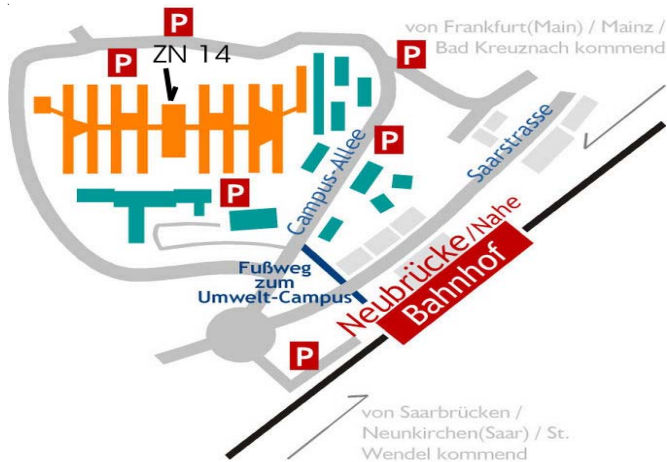 P
von Frankfurt(Main) / Mainz /
Bad Kreuznach kommend
P
ZN 14
P
P
P
Campus-Allee
Saarstrasse
Neubrücke/Nahe
Bahnhof
Fußweg
zum
Umwelt-Campus
P
von Saarbrücken /
Neunkirchen(Saar) / St.
Wendel kommend